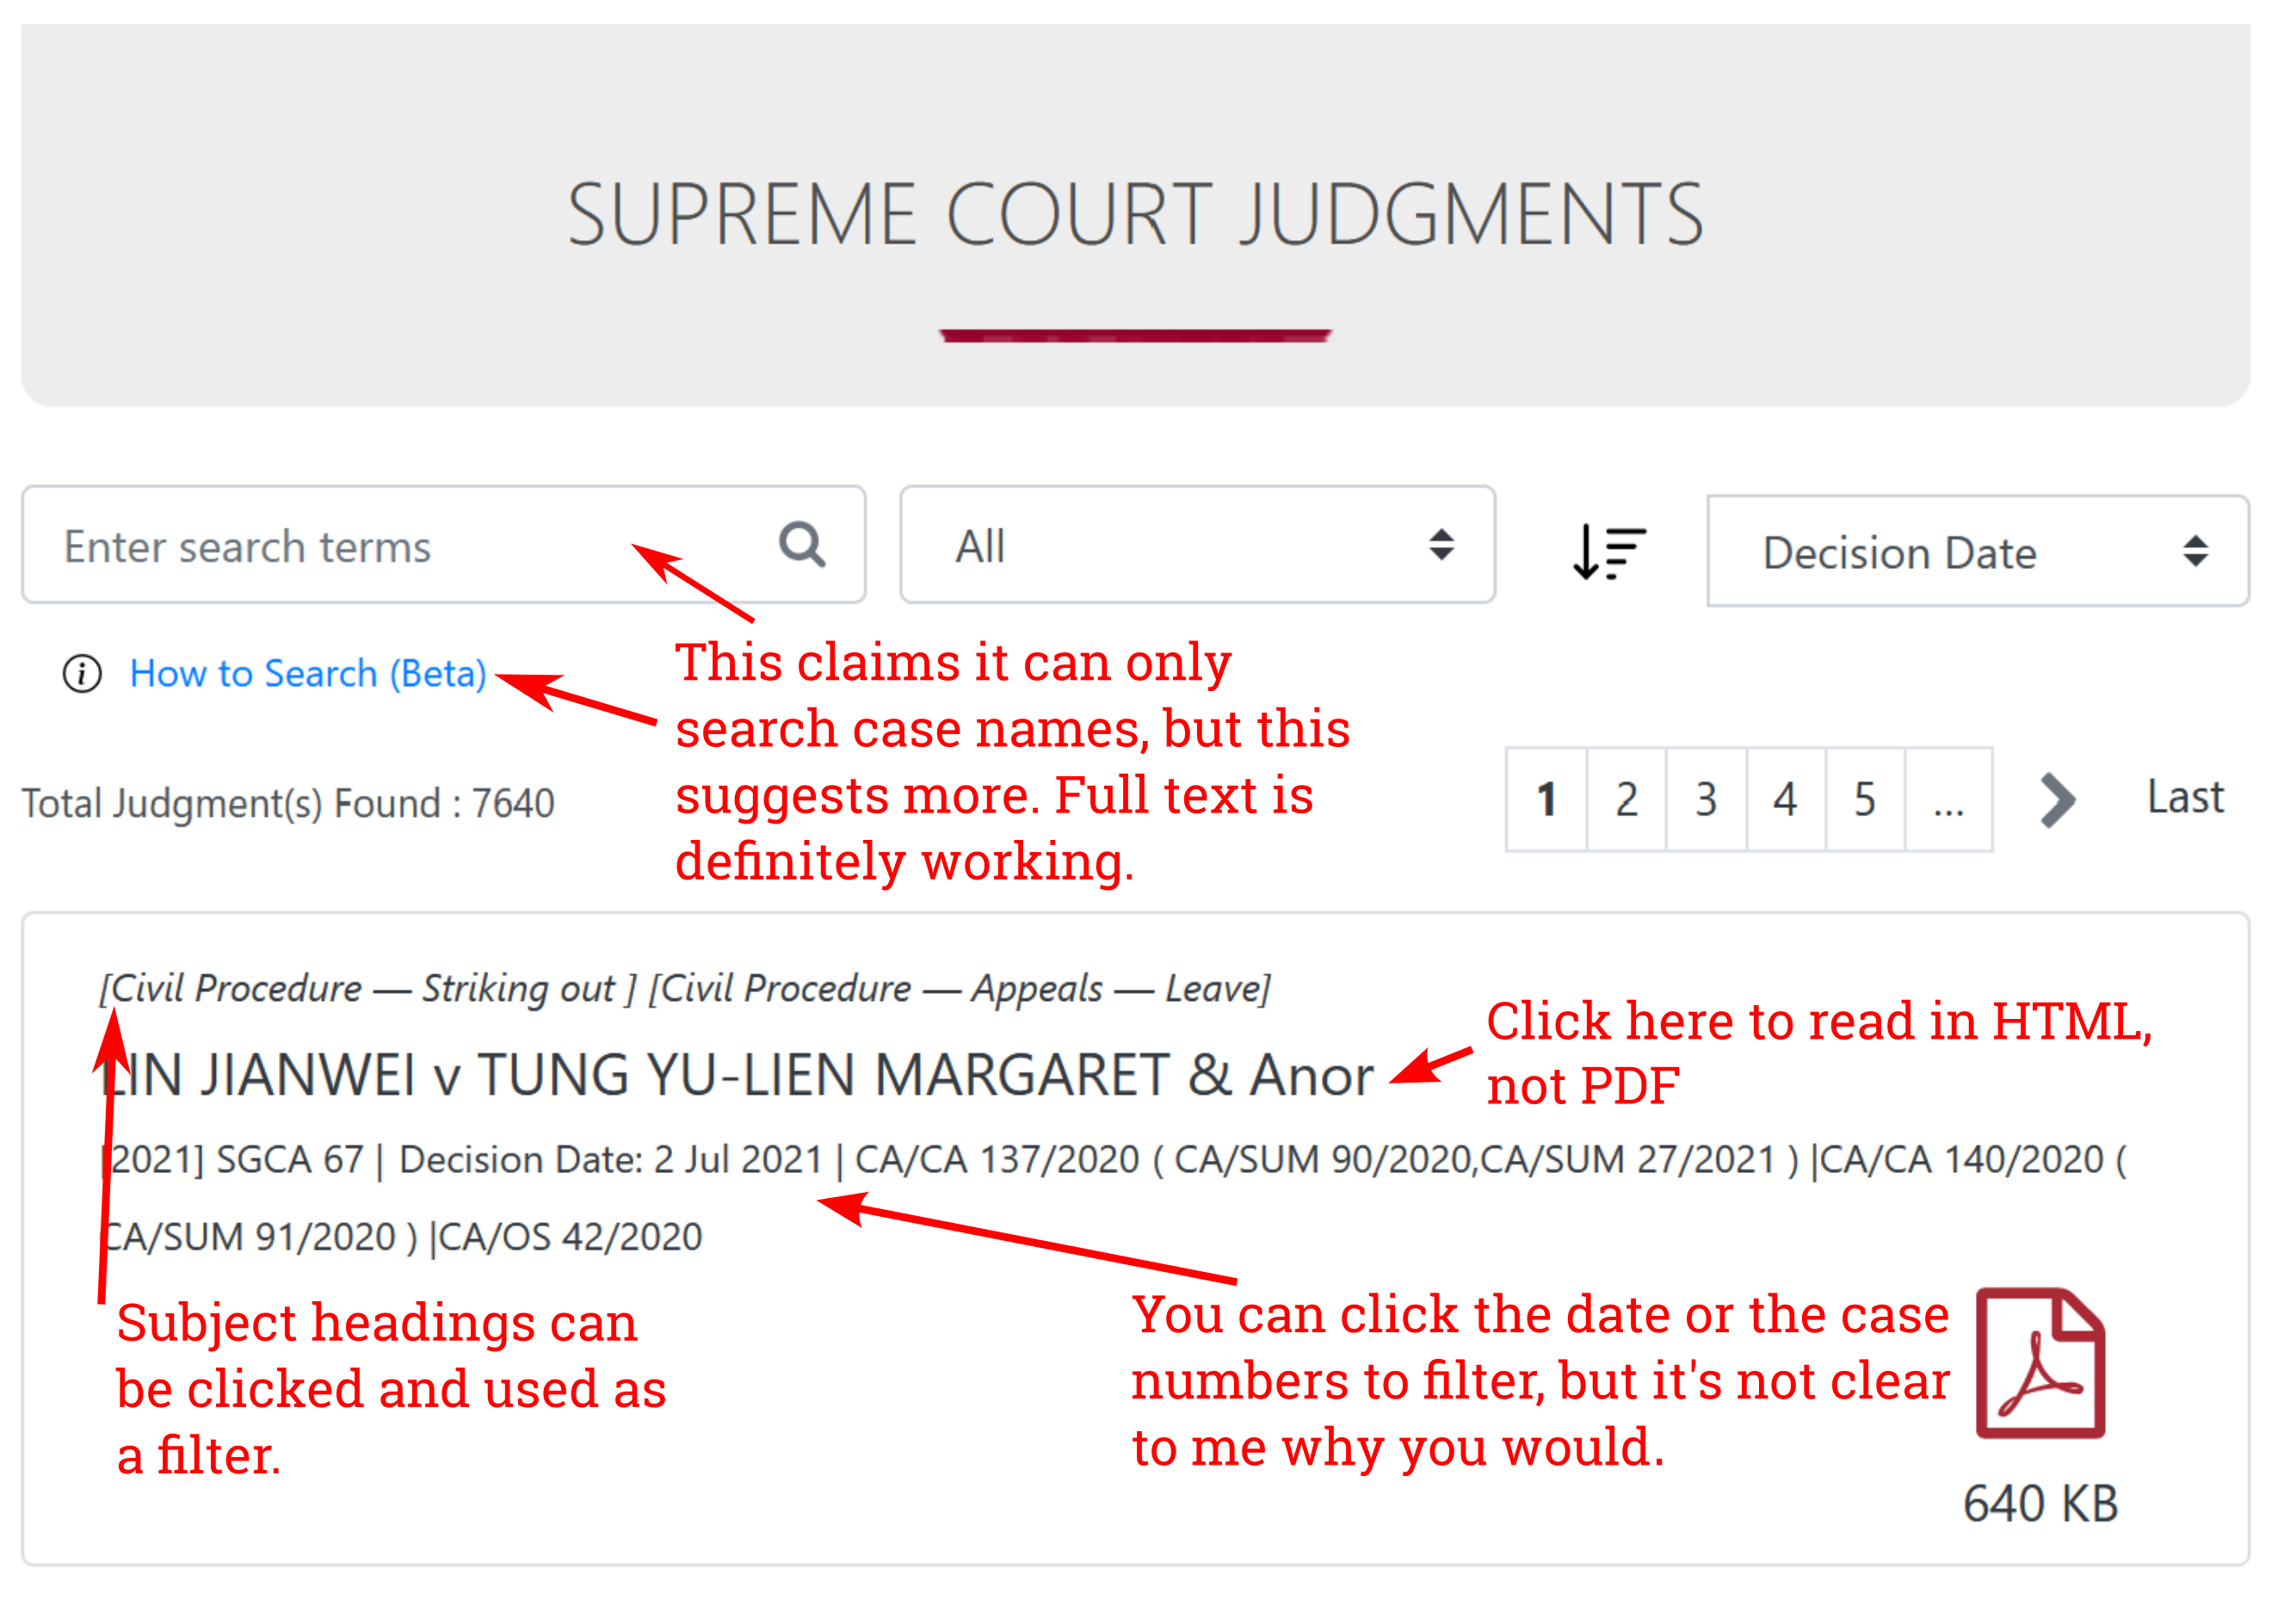 SUPREME COURT JUDGMENTS
Enter search terms
All
Decision Date
How to Search (Beta)
This claims it can only
search case names, but this
suggests more. Full text is
definitely working.
Total Judgment(s) Found : 7640
1 2 3 4 5 ... Last
[Civil Procedure — Striking out ] [Civil Procedure — Appeals — Leave]
LIN JIANWEI v TUNG YU-LIEN MARGARET & Anor
Click here to read in HTML,
not PDF
[2021] SGCA 67 | Decision Date: 2 Jul 2021 | CA/CA 137/2020 ( CA/SUM 90/2020,CA/SUM 27/2021 ) |CA/CA 140/2020 (
CA/SUM 91/2020 ) |CA/OS 42/2020
Subject headings can
be clicked and used as
a filter.
You can click the date or the case
numbers to filter, but it's not clear
to me why you would.
640 KB